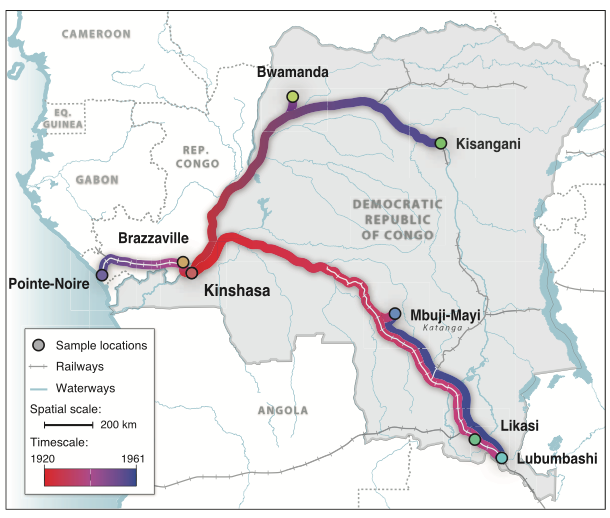 CAMEROON
Bwamanda
EQ.
GUINEA
Kisangani
REP.
CONGO
GABON
DEMOCRATIC
REPUBLIC
OF CONGO
Brazzaville
Pointe-Noire
Kinshasa
Mbuji-Mayi
Katanga
Sample locations
Railways
Waterways
Spatial scale:
200 km
Timescale:
1920 1961
ANGOLA
Likasi
Lubumbashi